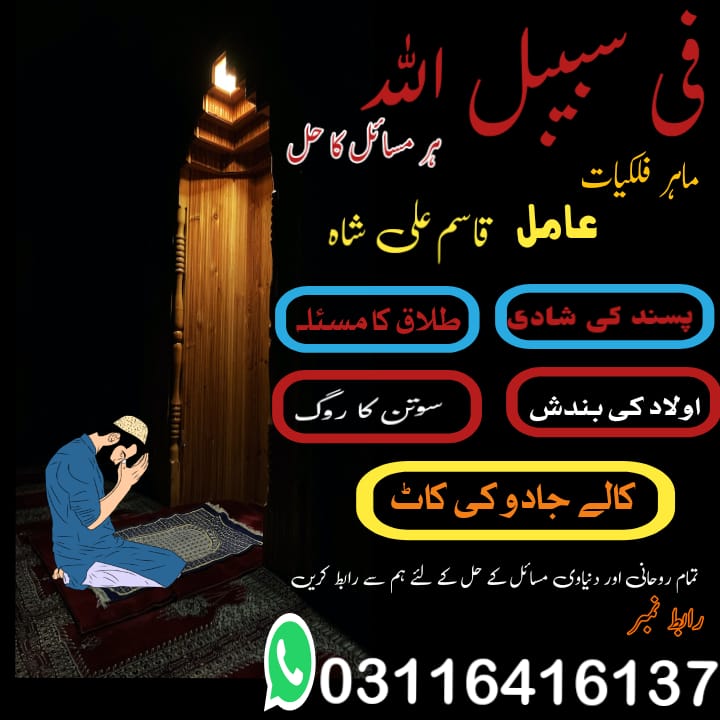 فی سبیل اللہ
ہر مسائل کا حل
ماہر فلکیات
عامل قاسم علی شاہ
پسند کی شادی
طلاق کا مسئلہ
اولاد کی بندش
سوتن کا روگ
کالے جادو کی کاٹ
تمام روحانی اور دنیاوی مسائل کے حل کے لئے ہم سے رابط کریں
رابط نمبر
03116416137